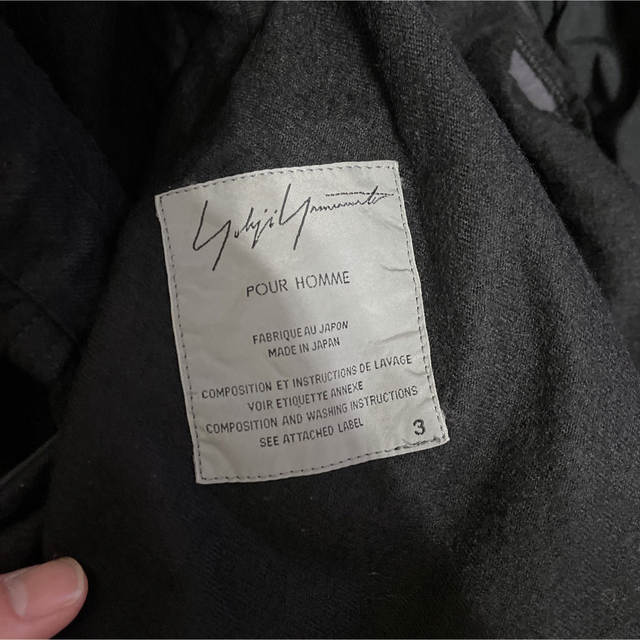 Yohji Yamamoto
POUR HOMME
FABRIQUE AU JAPON
MADE IN JAPAN
COMPOSITION ET INSTRUCTIONS DE LAVAGE
VOIR ETIQUETTE ANNEXE
COMPOSITION AND WASHING INSTRUCTIONS
SEE ATTACHED LABEL
3